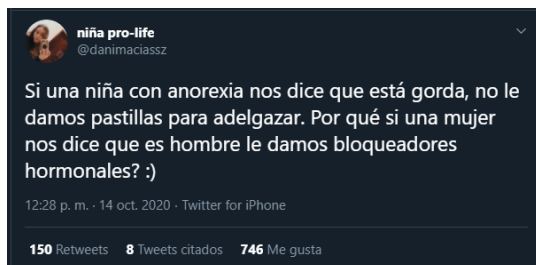 niña pro-life
@danimaciassz
Si una niña con anorexia nos dice que está gorda, no le
damos pastillas para adelgazar. Por qué si una mujer
nos dice que es hombre le damos bloqueadores
hormonales? :)
12:28 p. m. · 14 oct. 2020 · Twitter for iPhone
150 Retweets 8 Tweets citados 746 Me gusta